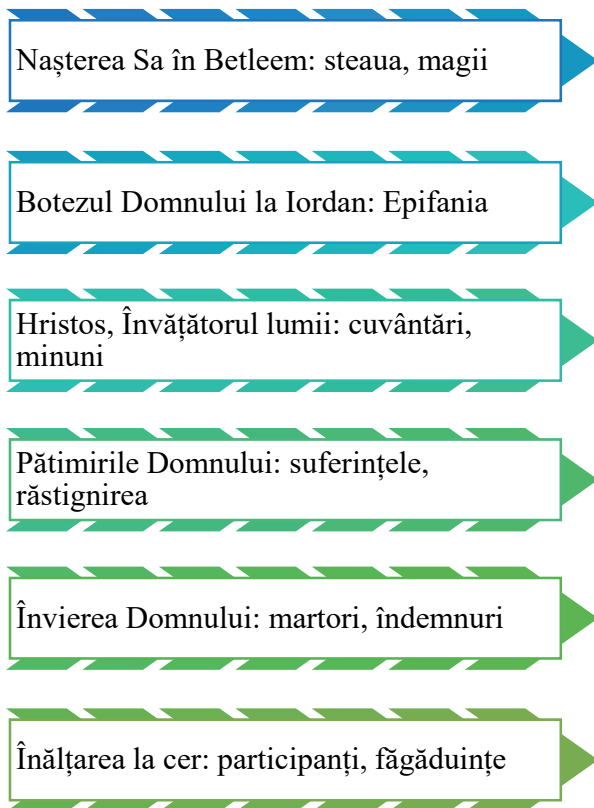 Nașterea Sa în Betleem: steaua, magii
Botezul Domnului la Iordan: Epifania
Hristos, Învățătorul lumii: cuvântări,
minuni
Pătimirile Domnului: suferințele,
răstignirea
Învierea Domnului: martori, îndemnuri
Înălțarea la cer: participanți, făgăduințe